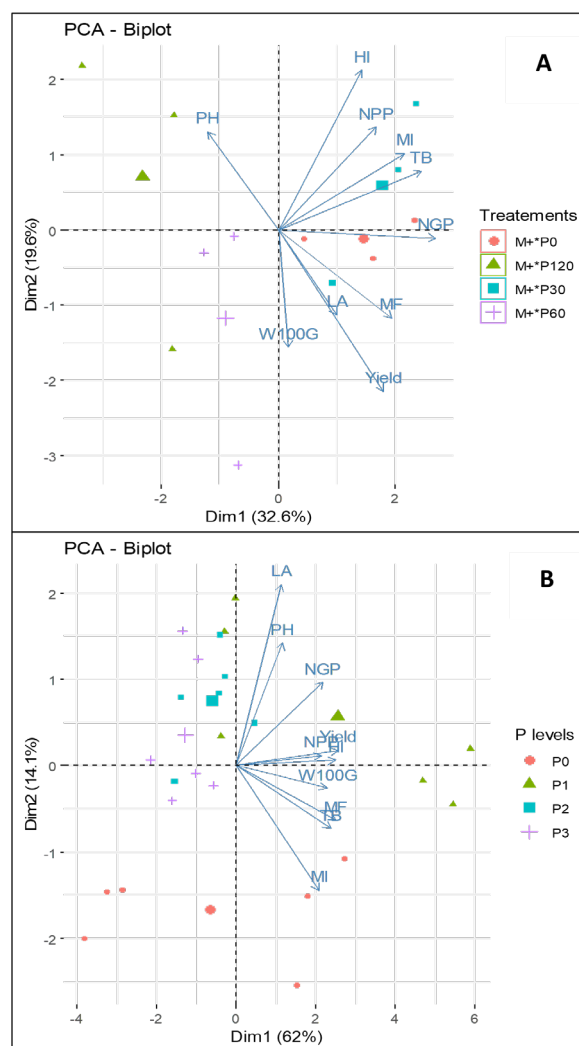 PCA - Biplot
A
HI
2
NPP
PH
MI
1
TB
NGP
0
Dim2 (19.6%)
LA
MF
-1
W100G
Yield
-2
-3
-2
0
2
Dim1 (32.6%)
Treatements
M+*P0
M+*P120
M+*P30
M+*P60
PCA - Biplot
B
LA
2
PH
NGP
1
Yield
NPP
HI
0
W100G
Dim2 (14.1%)
MF
TB
-1
MI
-2
-4
-2
0
2
4
6
Dim1 (62%)
P levels
P0
P1
P2
P3